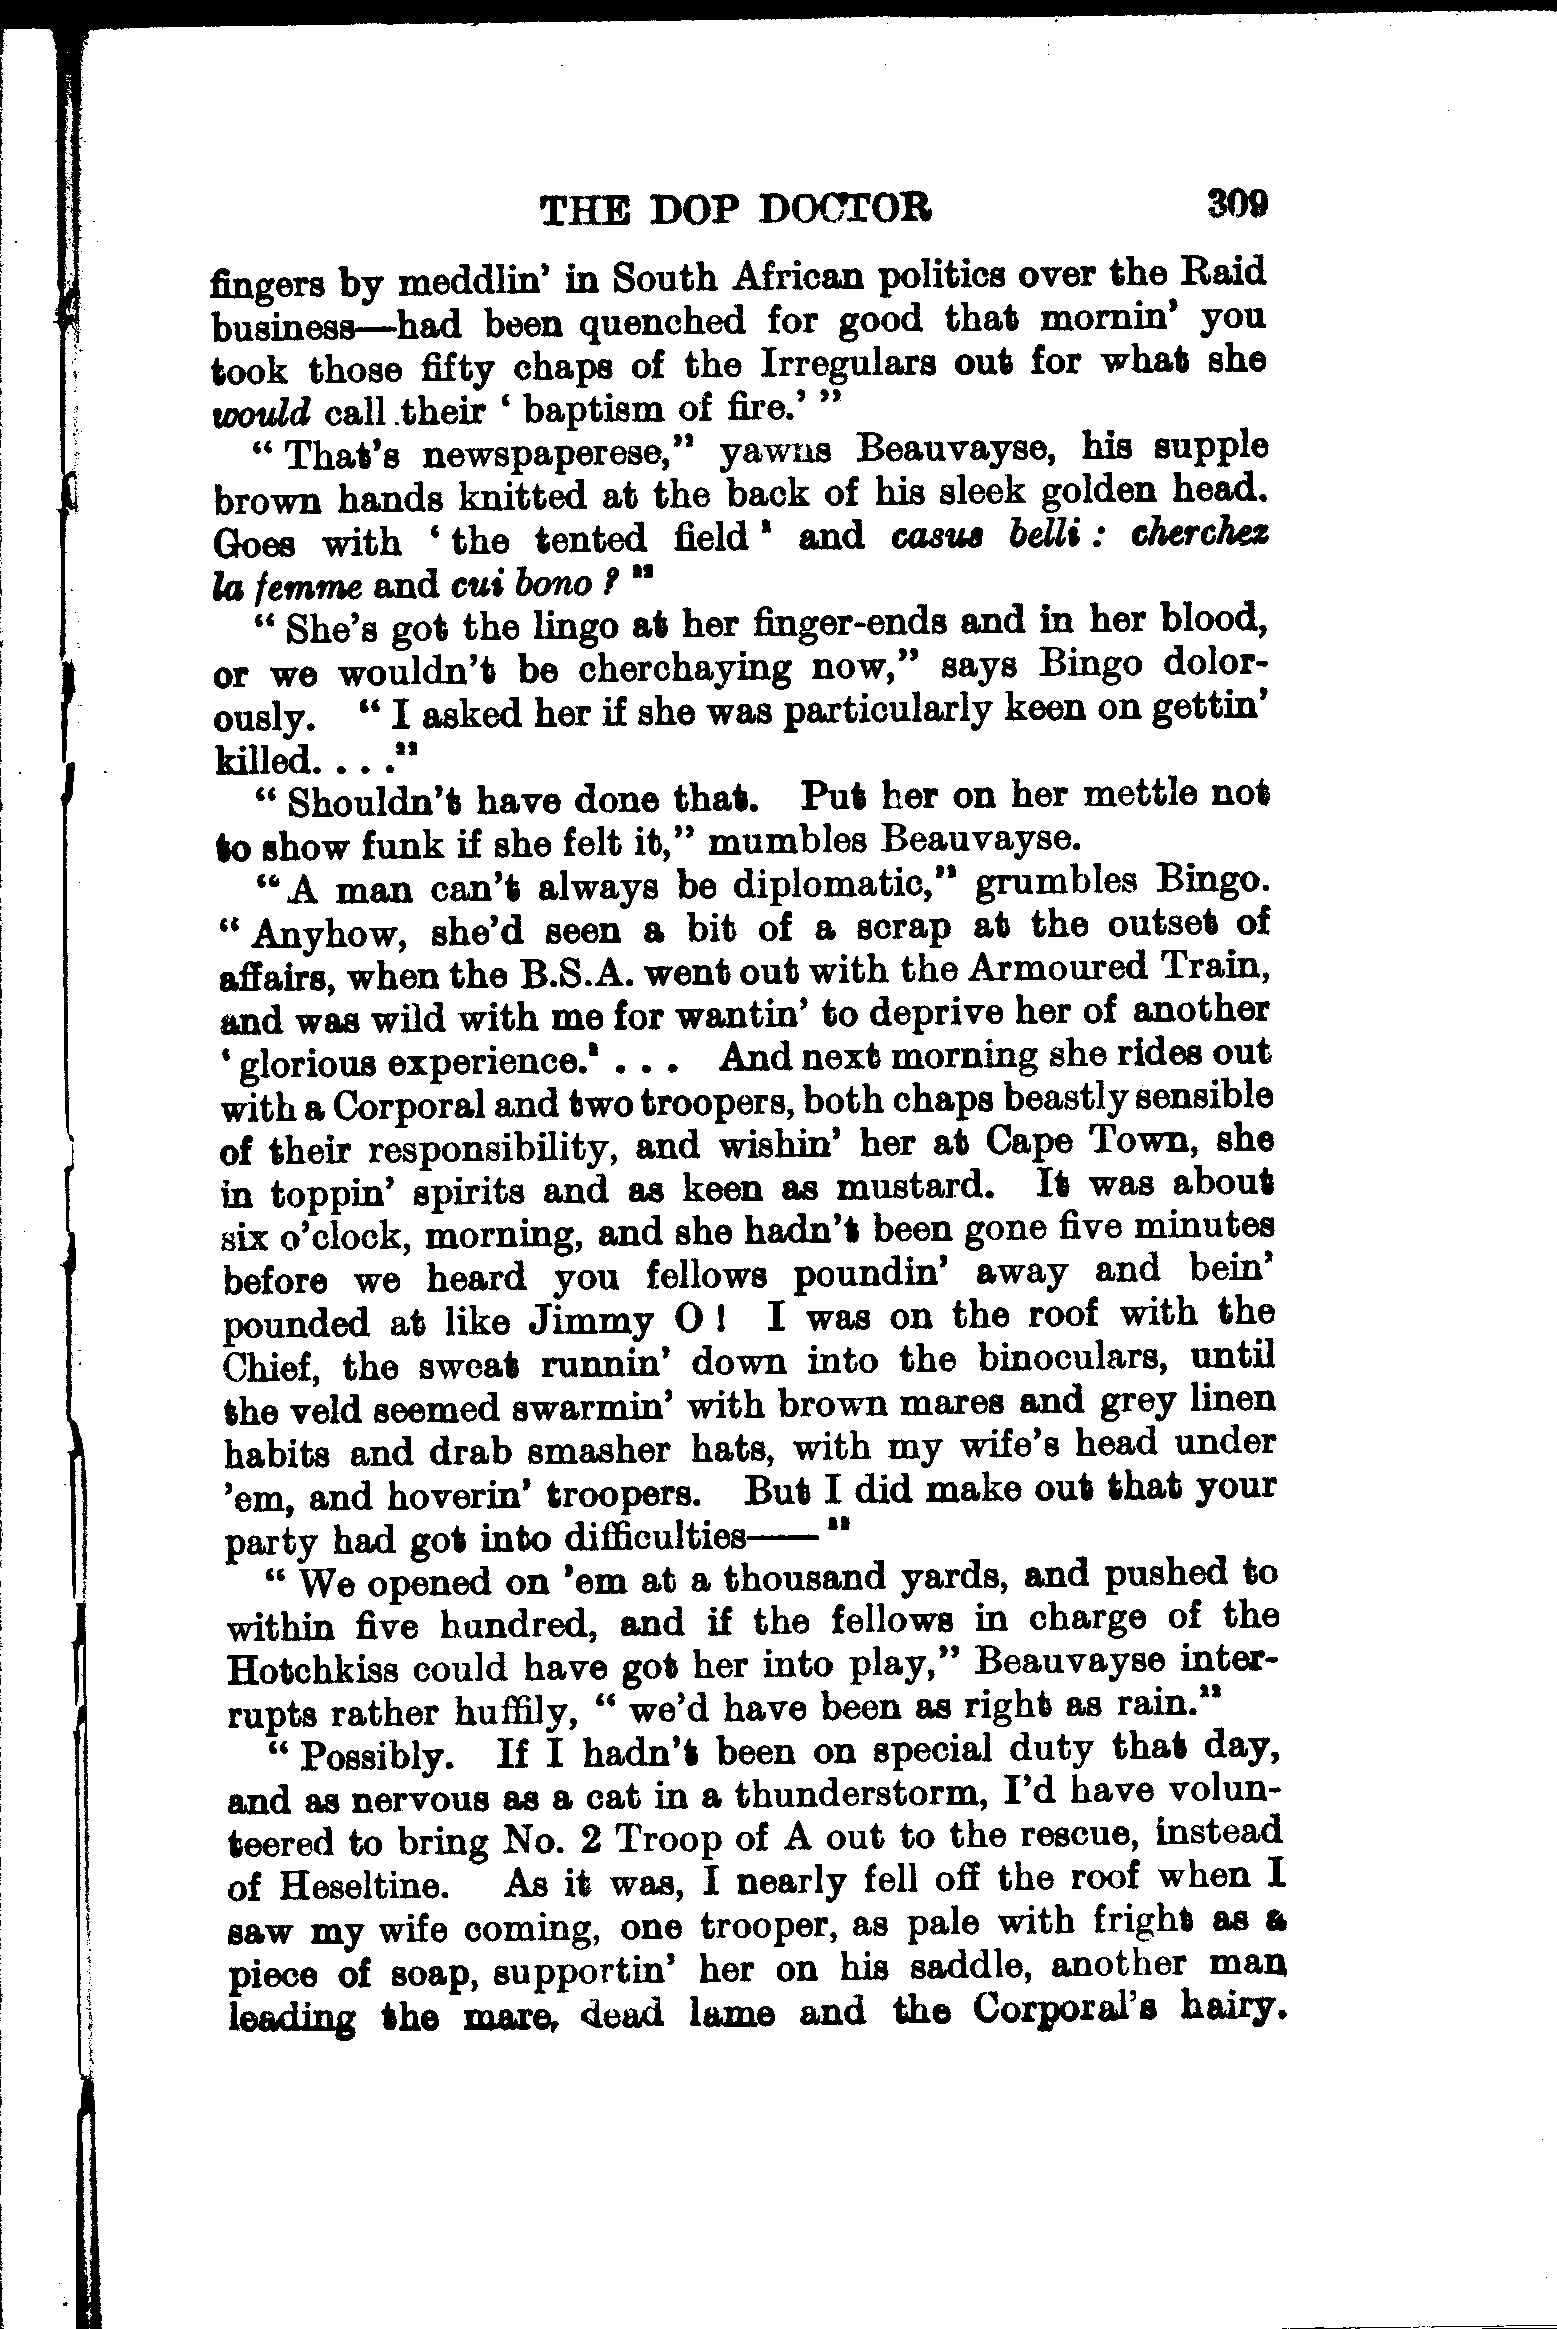 THE DOP DOCTOR 309
fingers by meddlin' in South African politics over the Raid
business—had been quenched for good that mornin' you
took those fifty chaps of the Irregulars out for what she
would call their ‘ baptism of fire.’ ”
“ That's newspaperese,” yawns Beauvayse, his supple
brown hands knitted at the back of his sleek golden head.
Goes with ‘ the tented field ’ and casus belli : cherchez
la femme and cui bono ? ”
“ She's got the lingo at her finger-ends and in her blood,
or we wouldn't be cherchaying now,” says Bingo dolor-
ously. “ I asked her if she was particularly keen on gettin'
killed. . . .”
“ Shouldn't have done that. Put her on her mettle not
to show funk if she felt it,” mumbles Beauvayse.
“ A man can't always be diplomatic,” grumbles Bingo.
“ Anyhow, she'd seen a bit of a scrap at the outset of
affairs, when the B.S.A. went out with the Armoured Train,
and was wild with me for wantin' to deprive her of another
‘ glorious experience.’ . . . And next morning she rides out
with a Corporal and two troopers, both chaps beastly sensible
of their responsibility, and wishin' her at Cape Town, she
in toppin' spirits and as keen as mustard. It was about
six o'clock, morning, and she hadn't been gone five minutes
before we heard you fellows poundin' away and bein'
pounded at like Jimmy O ! I was on the roof with the
Chief, the sweat runnin' down into the binoculars, until
the veld seemed swarmin' with brown mares and grey linen
habits and drab smasher hats, with my wife's head under
'em, and hoverin' troopers. But I did make out that your
party had got into difficulties—— ”
“ We opened on 'em at a thousand yards, and pushed to
within five hundred, and if the fellows in charge of the
Hotchkiss could have got her into play,” Beauvayse inter-
rupts rather huffily, “ we'd have been as right as rain.”
“ Possibly. If I hadn't been on special duty that day,
and as nervous as a cat in a thunderstorm, I'd have volun-
teered to bring No. 2 Troop of A out to the rescue, instead
of Heseltine. As it was, I nearly fell off the roof when I
saw my wife coming, one trooper, as pale with fright as a
piece of soap, supportin' her on his saddle, another man
leading the mare, dead lame and the Corporal's hairy.